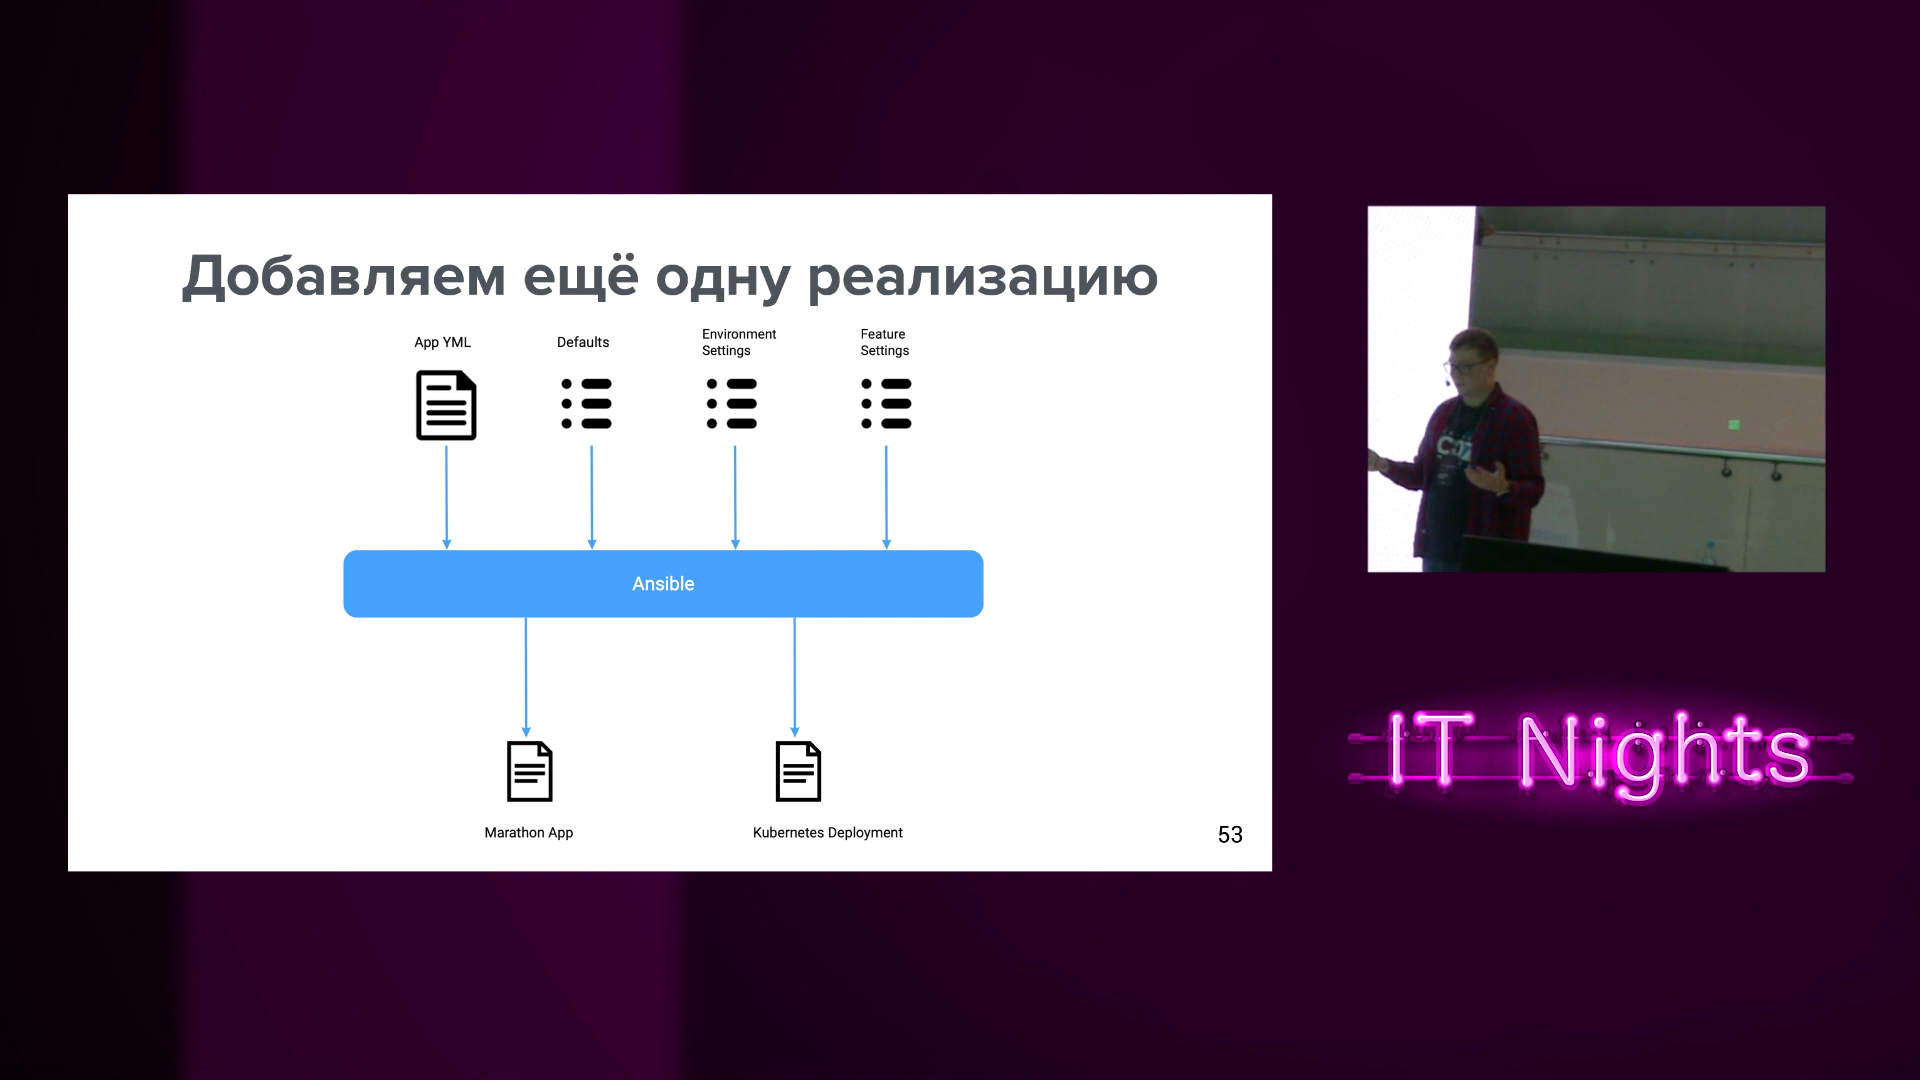 Добавляем ещё одну реализацию
App YML
Defaults
Environment
Settings
Feature
Settings
Ansible
Marathon App
Kubernetes Deployment
53
IT Nights